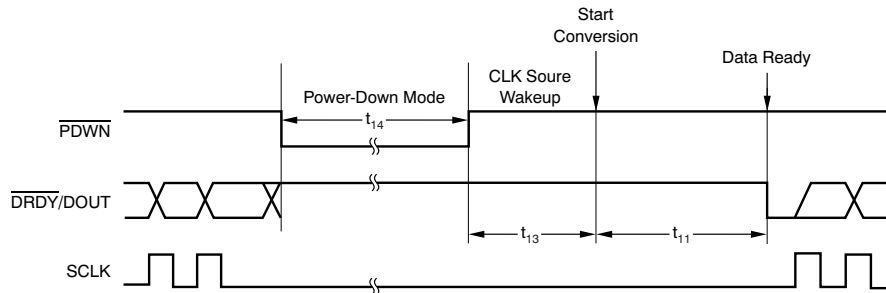 Start
Conversion
Data Ready
CLK Soure
Wakeup
Power-Down Mode
t14
PDWN
DRDY/DOUT
t13
t11
SCLK